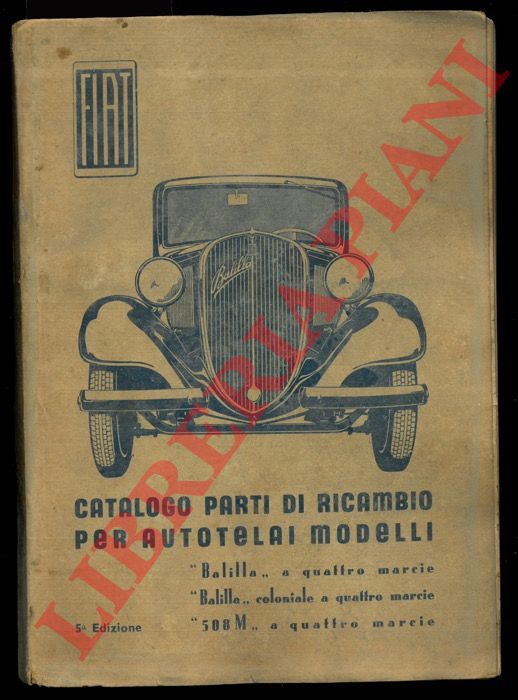 FIAT
Balilla
CATALOGO PARTI DI RICAMBIO
PER AUTOTELAI MODELLI
"Balilla„ a quattro marcie
"Balilla„ coloniale a quattro marcie
5ª Edizione
"508 M„ a quattro marcie
LIBRERIA PIANI